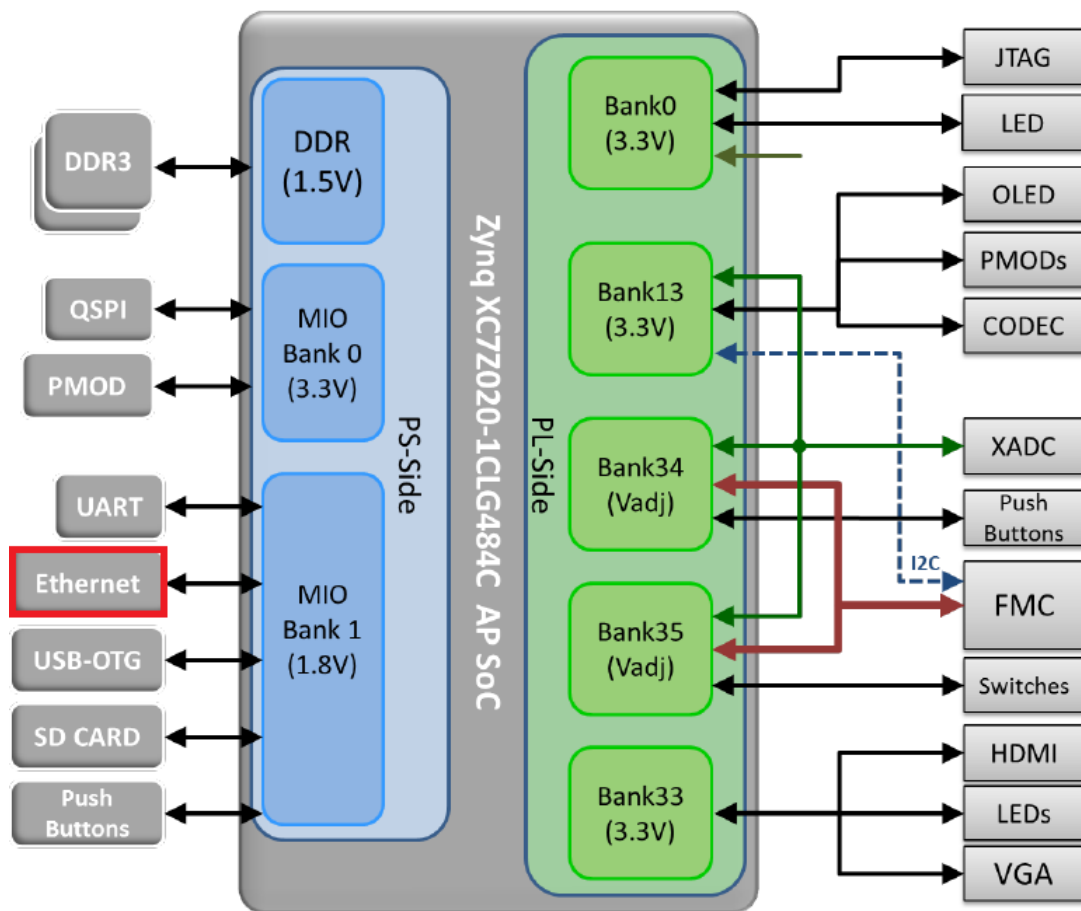 DDR3
QSPI
PMOD
UART
Ethernet
USB-OTG
SD CARD
Push
Buttons
DDR
(1.5V)
MIO
Bank 0
(3.3V)
MIO
Bank 1
(1.8V)
PS-Side
Zynq XC7Z020-1CLG484C AP SoC
PL-Side
Bank0
(3.3V)
Bank13
(3.3V)
Bank34
(Vadj)
Bank35
(Vadj)
Bank33
(3.3V)
I2C
JTAG
LED
OLED
PMODs
CODEC
XADC
Push
Buttons
FMC
Switches
HDMI
LEDs
VGA